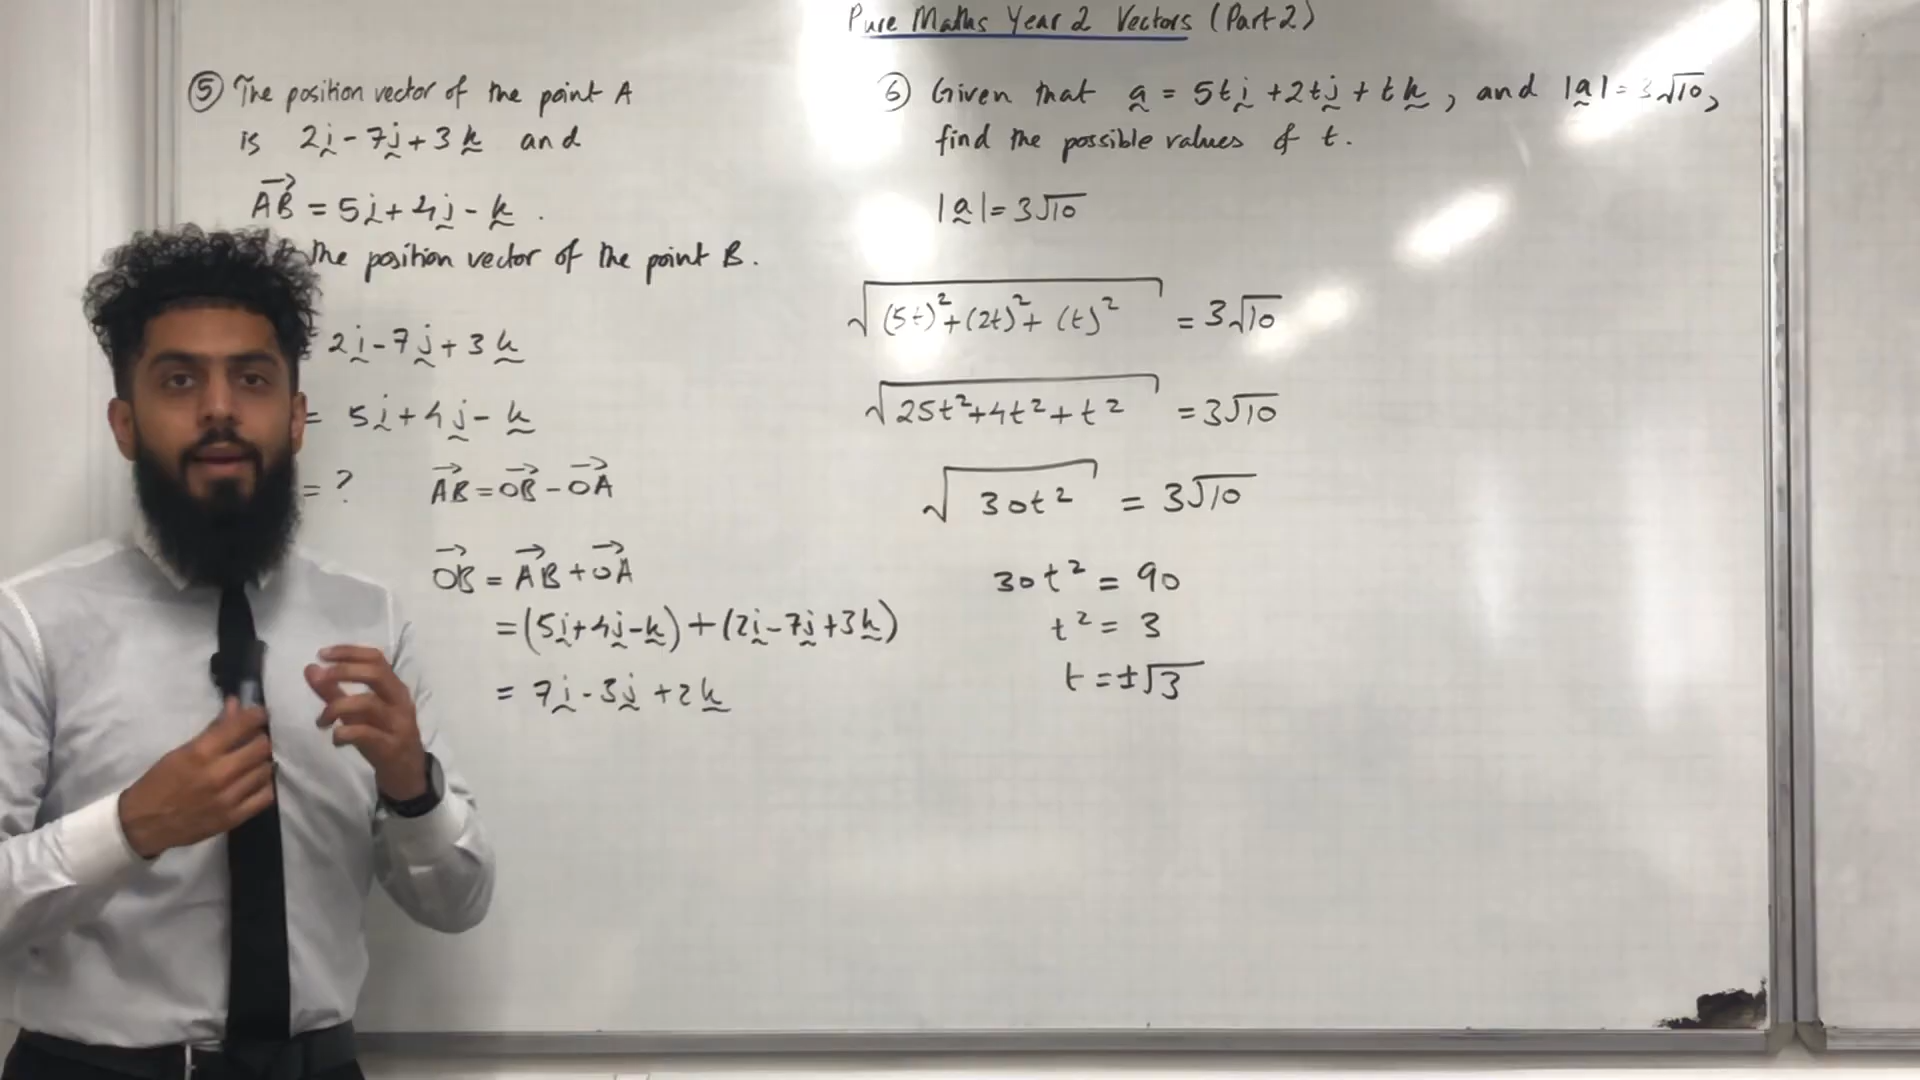 Pure Maths Year 2 Vectors (Part 2)
⑤ The position vector of the point A
is 2i - 7j + 3k and
AB = 5i + 4j - k .
the position vector of the point B.
2i - 7j + 3k
= 5i + 4j - k
= ? AB = OB - OA
OB = AB + OA
= (5i + 4j - k) + (2i - 7j + 3k)
= 7i - 3j + 2k
⑥ Given that a = 5ti + 2tj + tk, and |a| = 3√10,
find the possible values of t.
|a| = 3√10
√(5t)² + (2t)² + (t)² = 3√10
√25t² + 4t² + t² = 3√10
√30t² = 3√10
30t² = 90
t² = 3
t = ±√3